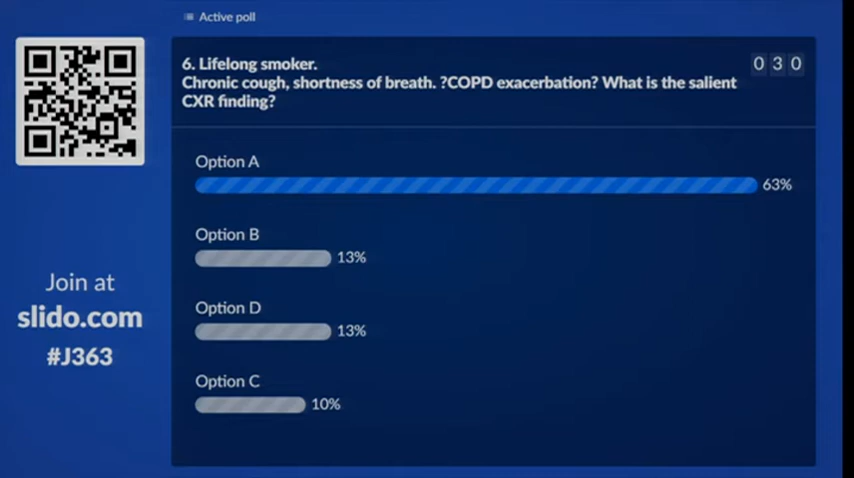 Active poll
6. Lifelong smoker.
Chronic cough, shortness of breath. ?COPD exacerbation? What is the salient
CXR finding?
0 3 0
Option A
63%
Option B
13%
Option D
13%
Option C
10%
Join at
slido.com
#J363